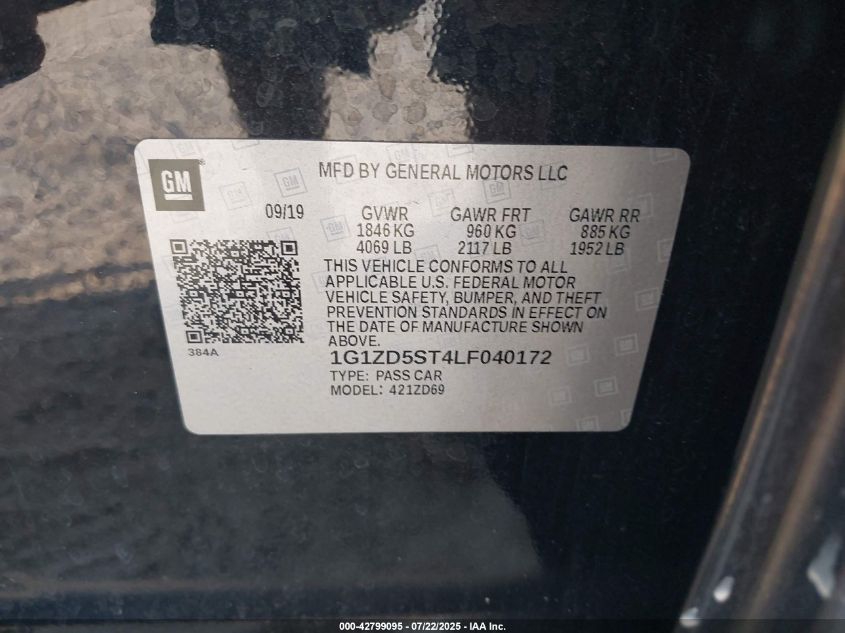 GM
MFD BY GENERAL MOTORS LLC
09/19
GVWR GAWR FRT GAWR RR
1846 KG 960 KG 885 KG
4069 LB 2117 LB 1952 LB
THIS VEHICLE CONFORMS TO ALL
APPLICABLE U.S. FEDERAL MOTOR
VEHICLE SAFETY, BUMPER, AND THEFT
PREVENTION STANDARDS IN EFFECT ON
THE DATE OF MANUFACTURE SHOWN
ABOVE.
384A
1G1ZD5ST4LF040172
TYPE: PASS CAR
MODEL: 421ZD69
000-42799095 - 07/22/2025 - IAA Inc.